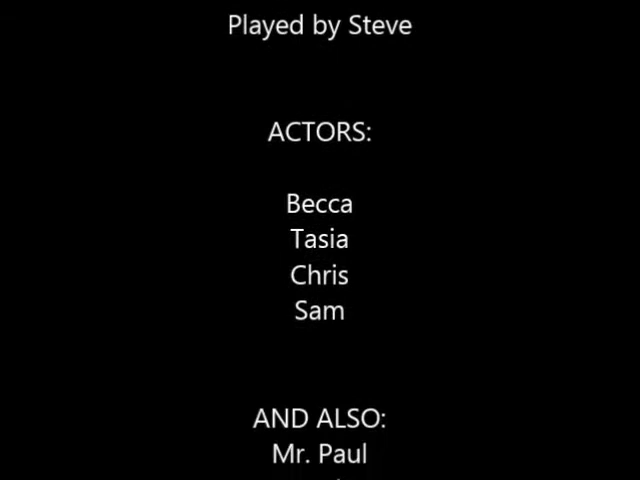 Played by Steve
ACTORS:
Becca
Tasia
Chris
Sam
AND ALSO:
Mr. Paul